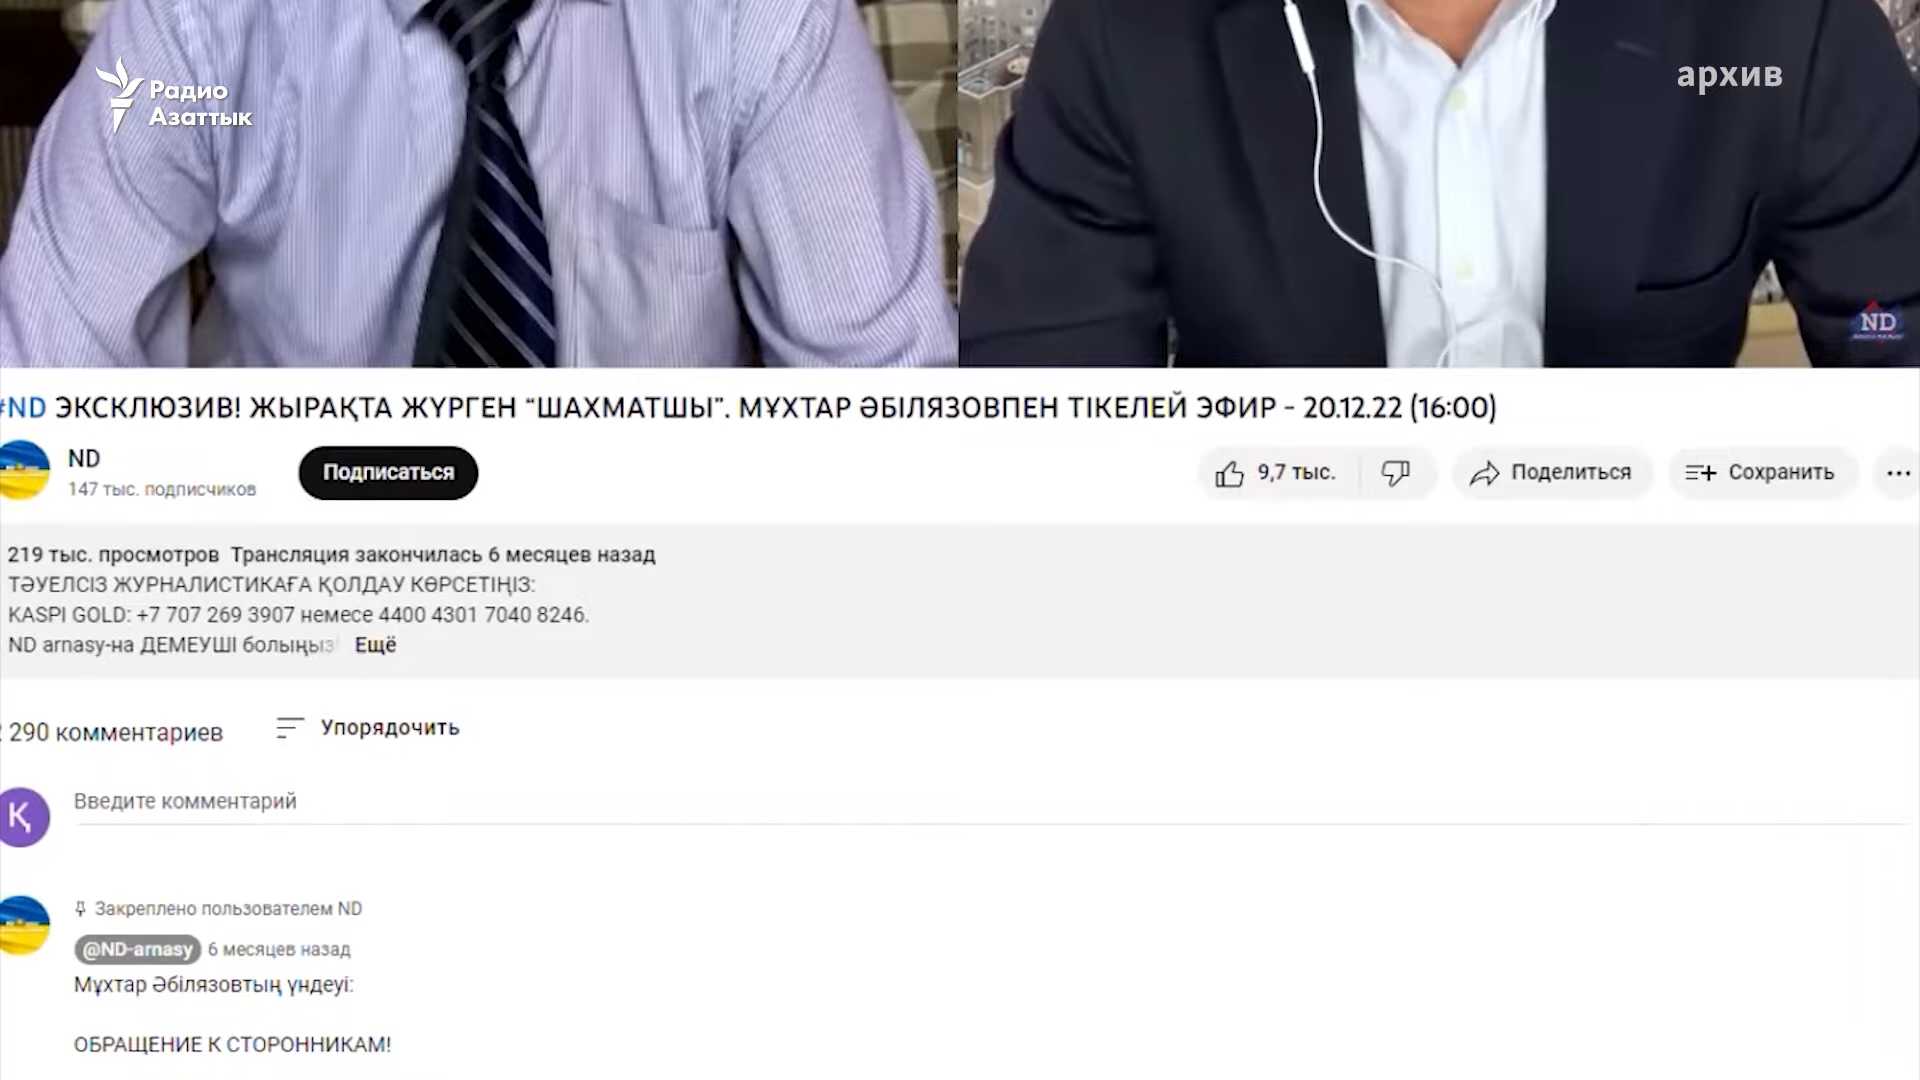 Радио
Азаттык
архив
ND
#ND ЭКСКЛЮЗИВ! ЖЫРАҚТА ЖҮРГЕН “ШАХМАТШЫ”. МҰХТАР ӘБІЛЯЗОВПЕН ТІКЕЛЕЙ ЭФИР - 20.12.22 (16:00)
ND
147 тыс. подписчиков
Подписаться
9,7 тыс.
Поделиться
Сохранить
219 тыс. просмотров Трансляция закончилась 6 месяцев назад
ТӘУЕЛСІЗ ЖУРНАЛИСТИКАҒА ҚОЛДАУ КӨРСЕТІҢІЗ:
KASPI GOLD: +7 707 269 3907 немесе 4400 4301 7040 8246.
ND arnasy-на ДЕМЕУШІ болыңыз! Ещё
290 комментариев
Упорядочить
Қ
Введите комментарий
Закреплено пользователем ND
@ND-arnasy 6 месяцев назад
Мұхтар Әбілязовтың үндеуі:
ОБРАЩЕНИЕ К СТОРОННИКАМ!